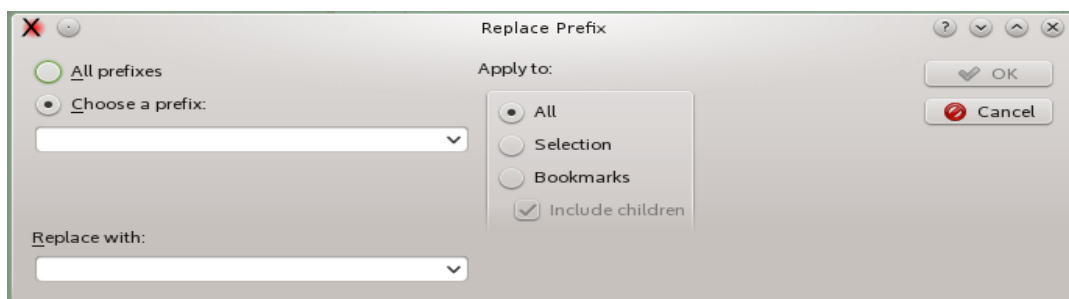 Replace Prefix
All prefixes
Choose a prefix:
Replace with:
Apply to:
All
Selection
Bookmarks
Include children
OK
Cancel